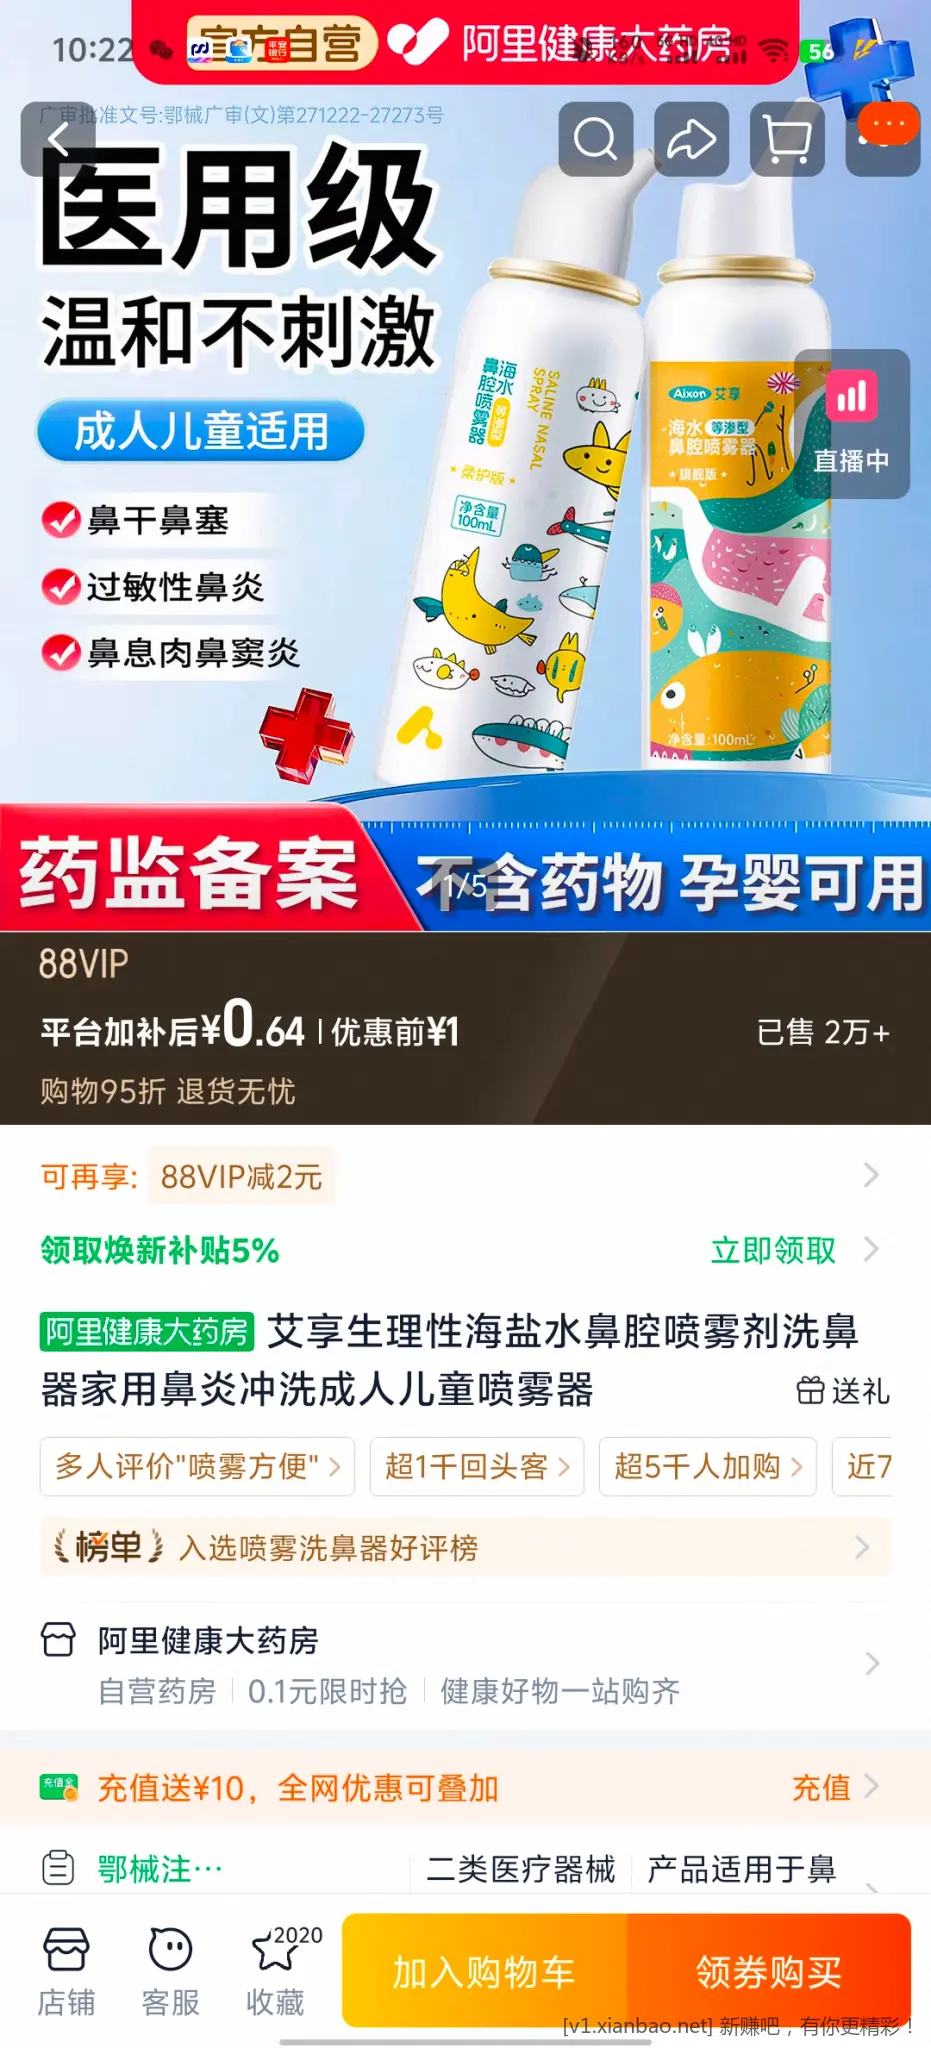 10:22
官方自营
阿里健康大药房
56
广审批准文号:鄂械广审(文)第271222-27273号
医用级
温和不刺激
成人儿童适用
鼻干鼻塞
过敏性鼻炎
鼻息肉鼻窦炎
海水
鼻腔喷雾器
等渗型
SALINE NASAL
SPRAY
柔护版
净含量
100mL
Aixon 艾享
海水 等渗型
鼻腔喷雾器
旗舰版
净含量:100mL
直播中
药监备案
不含药物 孕婴可用
1/5
88VIP
平台加补后¥0.64 优惠前¥1
已售 2万+
购物95折 退货无忧
可再享: 88VIP减2元
领取焕新补贴5%
立即领取
阿里健康大药房 艾享生理性海盐水鼻腔喷雾剂洗鼻
器家用鼻炎冲洗成人儿童喷雾器
送礼
多人评价"喷雾方便"
超1千回头客
超5千人加购
近7
榜单 入选喷雾洗鼻器好评榜
阿里健康大药房
自营药房 0.1元限时抢 健康好物一站购齐
充值金
充值送¥10，全网优惠可叠加
充值
鄂械注… 二类医疗器械 产品适用于鼻
2020
店铺 客服 收藏
加入购物车
领券购买
[v1.xianbao.net] 新赚吧，有你更精彩！